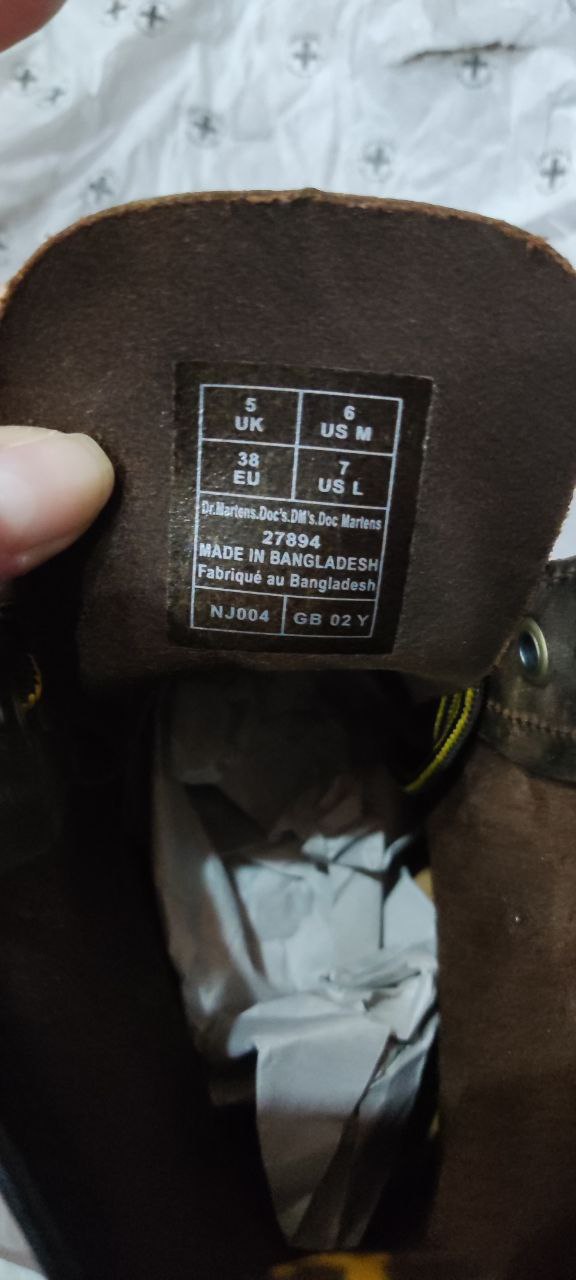 5 6
UK US M
38 7
EU US L
Dr.Martens.Doc's.DM's.Doc Martens
27894
MADE IN BANGLADESH
Fabriqué au Bangladesh
NJ004 GB 02 Y